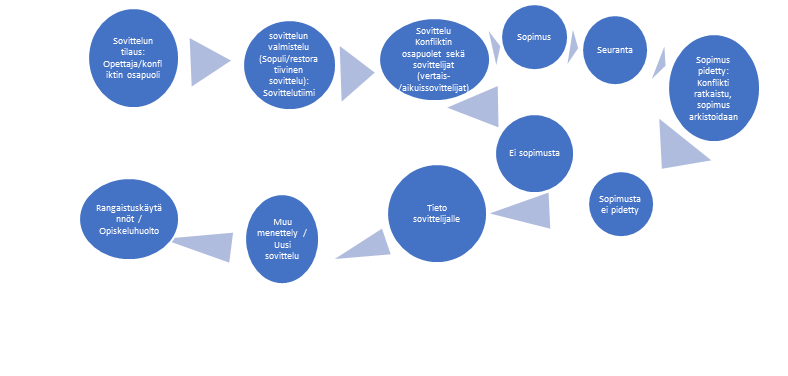 Sovittelun
tilaus:
Opettaja/konfl
iktin osapuoli
sovittelun
valmistelu
(Sopuli/restora
tiivinen
sovittelu):
Sovittelutiimi
Sovittelu
Konfliktin
osapuolet sekä
sovittelijat
(vertais-
/aikuissovittelijat)
Sopimus
Seuranta
Sopimus
pidetty:
Konflikti
ratkaistu,
sopimus
arkistoidaan
Ei sopimusta
Sopimusta
ei pidetty
Tieto
sovittelijalle
Muu
menettely /
Uusi
sovittelu
Rangaistuskäytä
nnöt /
Opiskeluhuolto